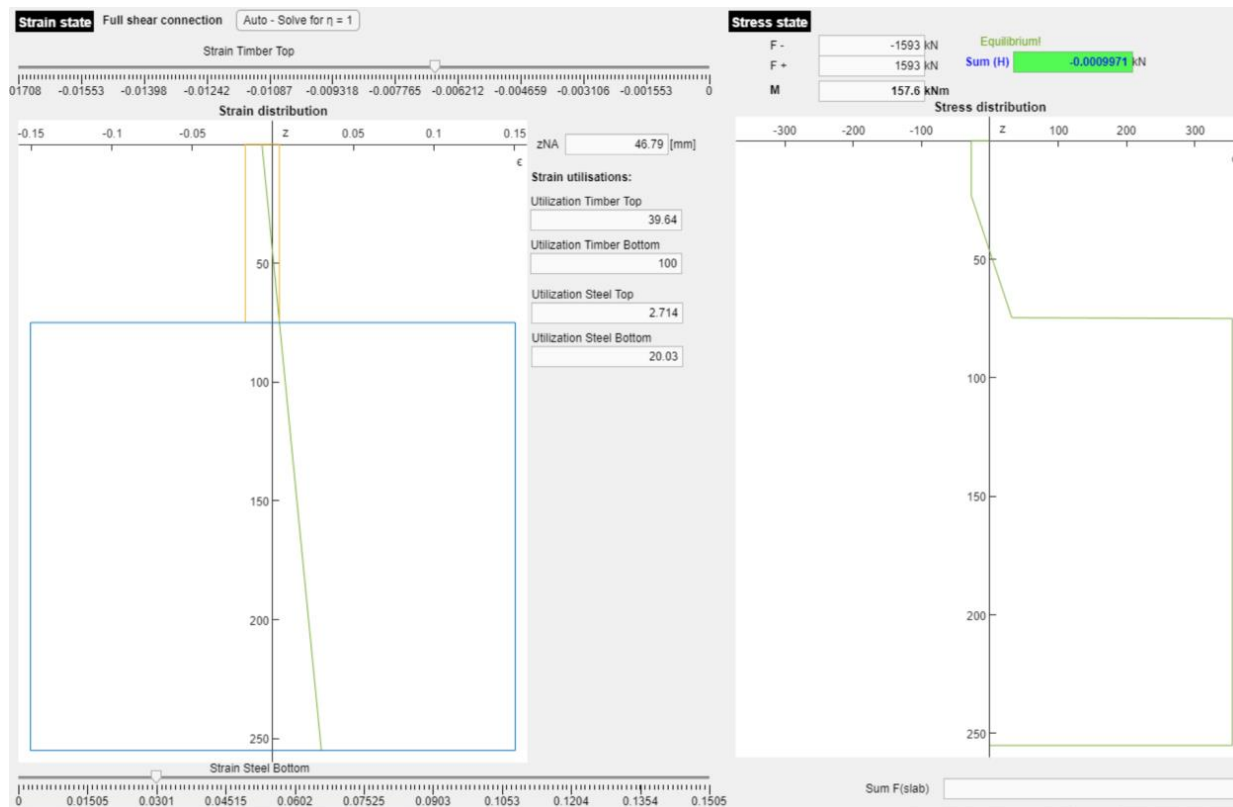 Strain state Full shear connection Auto - Solve for η = 1
Strain Timber Top
01708 -0.01553 -0.01398 -0.01242 -0.01087 -0.009318 -0.007765 -0.006212 -0.004659 -0.003106 -0.001553 0
Strain distribution
-0.15 -0.1 -0.05 z 0.05 0.1 0.15
ϵ
50
100
150
200
250
zNA 46.79 [mm]
Strain utilisations:
Utilization Timber Top
39.64
Utilization Timber Bottom
100
Utilization Steel Top
2.714
Utilization Steel Bottom
20.03
Strain Steel Bottom
0 0.01505 0.0301 0.04515 0.0602 0.07525 0.0903 0.1053 0.1204 0.1354 0.1505
Stress state
F - -1593 kN
F + 1593 kN
M 157.6 kNm
Equilibrium!
Sum (H) -0.0009971 kN
Stress distribution
-300 -200 -100 z 100 200 300
50
100
150
200
250
Sum F(slab)